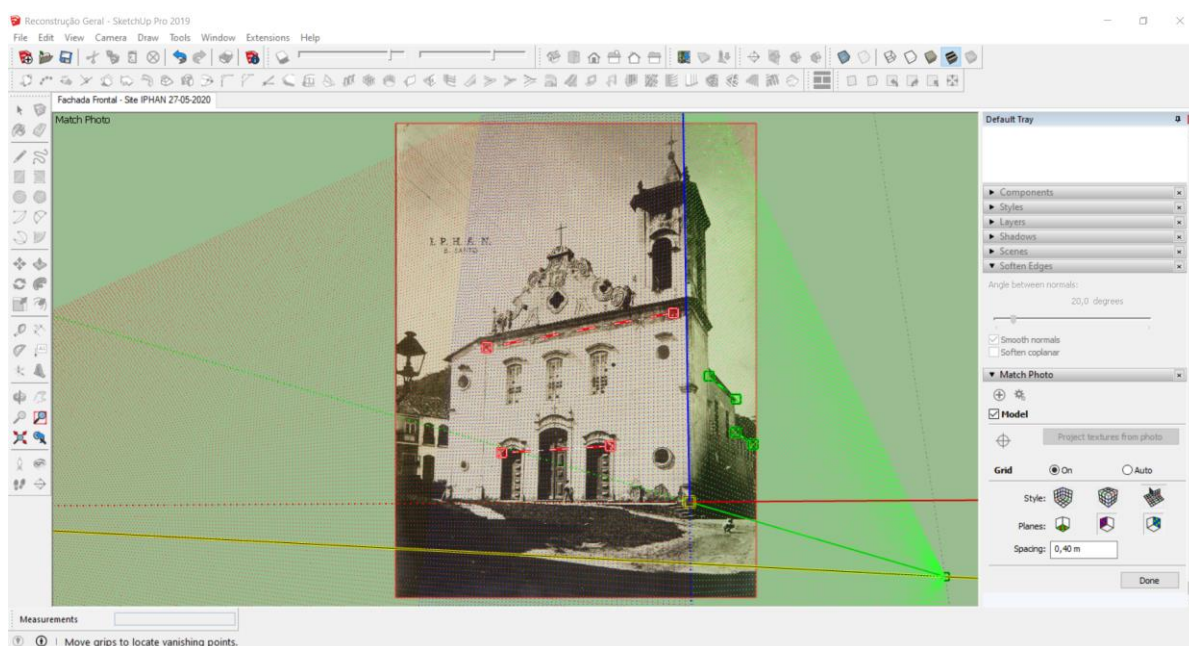 Reconstrução Geral - SketchUp Pro 2019
File Edit View Camera Draw Tools Window Extensions Help
Fachada Frontal - Site IPHAN 27-05-2020
Match Photo
I. P. H. A. N.
E. SANTO
Default Tray
Components
Styles
Layers
Shadows
Scenes
Soften Edges
Angle between normals:
20,0 degrees
Smooth normals
Soften coplanar
Match Photo
Model
Project textures from photo
Grid On Auto
Style:
Planes:
Spacing: 0,40 m
Done
Measurements
Move grips to locate vanishing points.